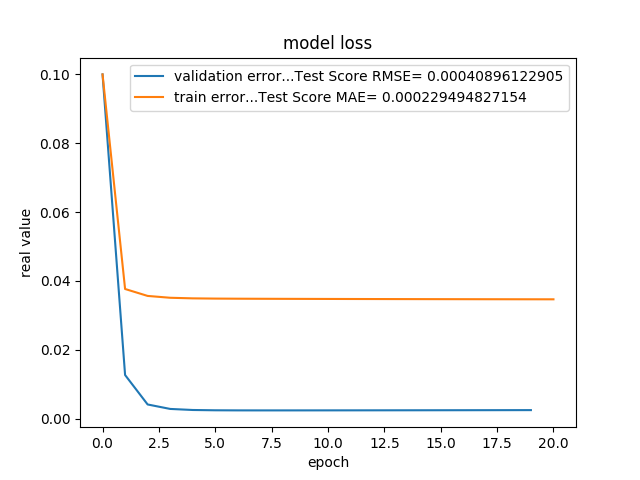 model loss
validation error...Test Score RMSE= 0.00040896122905
train error...Test Score MAE= 0.000229494827154
real value
0.10
0.08
0.06
0.04
0.02
0.00
0.0 2.5 5.0 7.5 10.0 12.5 15.0 17.5 20.0
epoch